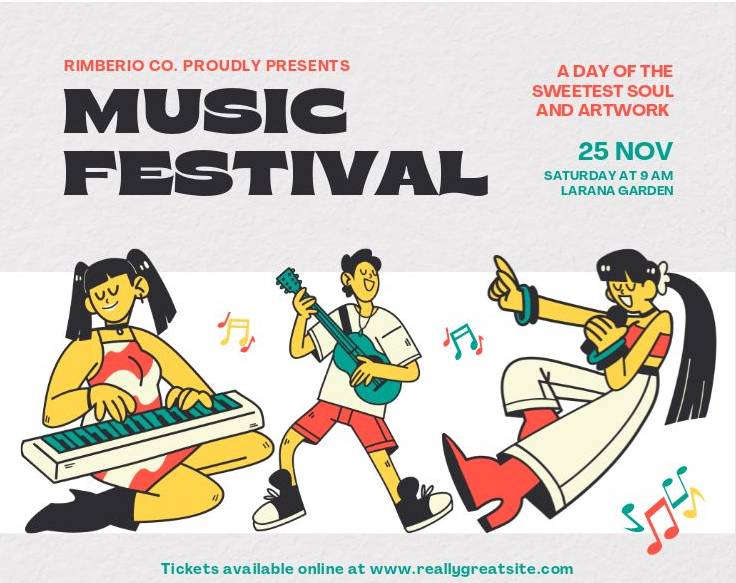 RIMBERIO CO. PROUDLY PRESENTS
MUSIC
FESTIVAL
A DAY OF THE
SWEETEST SOUL
AND ARTWORK
25 NOV
SATURDAY AT 9 AM
LARANA GARDEN
Tickets available online at www.reallygreatsite.com